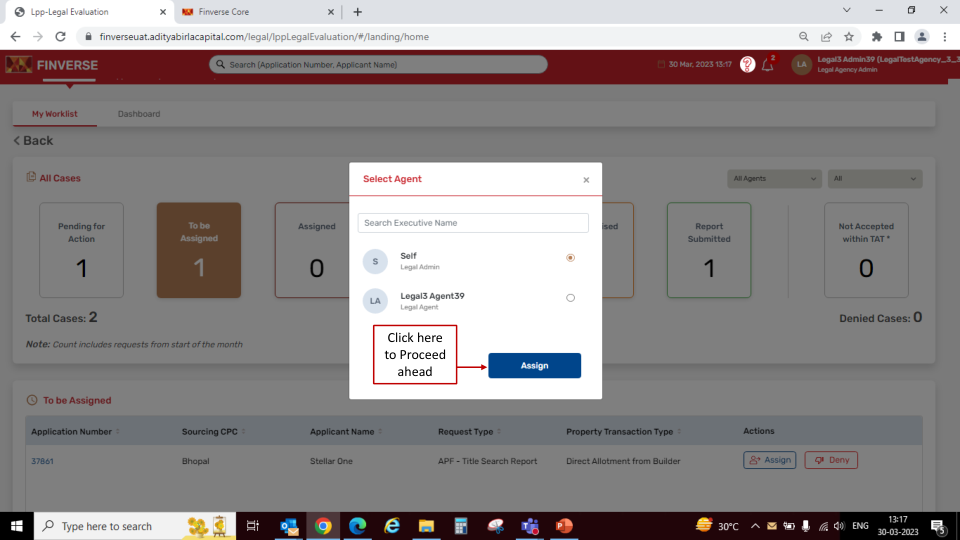 Lpp-Legal Evaluation
Finverse Core
finverseuat.adityabirlacapital.com/legal/lppLegalEvaluation/#/landing/home
FINVERSE
Search (Application Number, Applicant Name)
30 Mar, 2023 13:17
2
LA
Legal3 Admin39 (LegalTestAgency_3_3
Legal Agency Admin
My Worklist
Dashboard
Back
All Cases
All Agents
All
Pending for
Action
1
To be
Assigned
1
Assigned
0
ised
Report
Submitted
1
Not Accepted
within TAT *
0
Total Cases: 2
Denied Cases: 0
Note: Count includes requests from start of the month
Select Agent
×
Search Executive Name
S
Self
Legal Admin
LA
Legal3 Agent39
Legal Agent
Click here
to Proceed
ahead
Assign
To be Assigned
Application Number
Sourcing CPC
Applicant Name
Request Type
Property Transaction Type
Actions
37861
Bhopal
Stellar One
APF - Title Search Report
Direct Allotment from Builder
Assign
Deny
Type here to search
30°C
ENG
13:17
30-03-2023
5